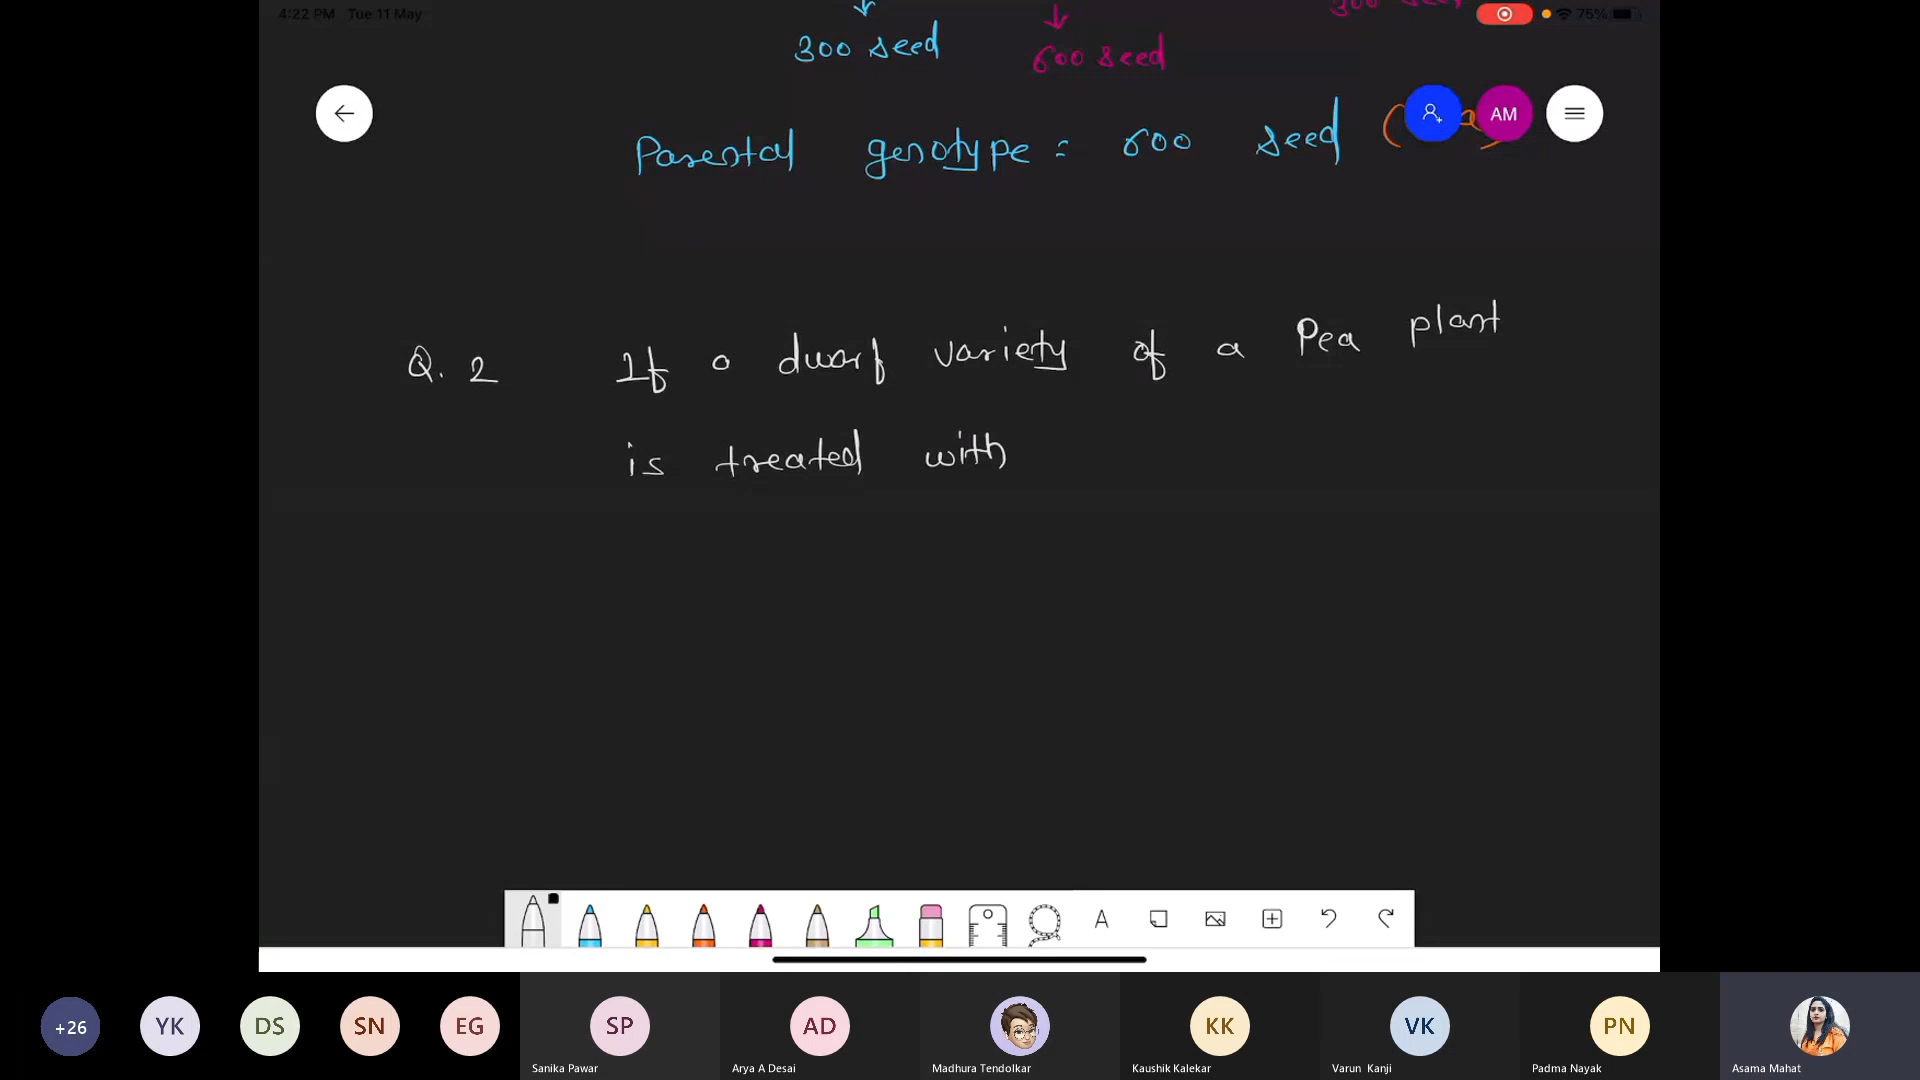 4:22 PM Tue 11 May
75%
300 seed
600 seed
Parental genotype = 600 seed
AM
Q. 2 If a dwarf variety of a Pea plant
is treated with
A
+26
YK
DS
SN
EG
SP
AD
KK
VK
PN
Sanika Pawar
Arya A Desai
Madhura Tendolkar
Kaushik Kalekar
Varun Kanji
Padma Nayak
Asama Mahat